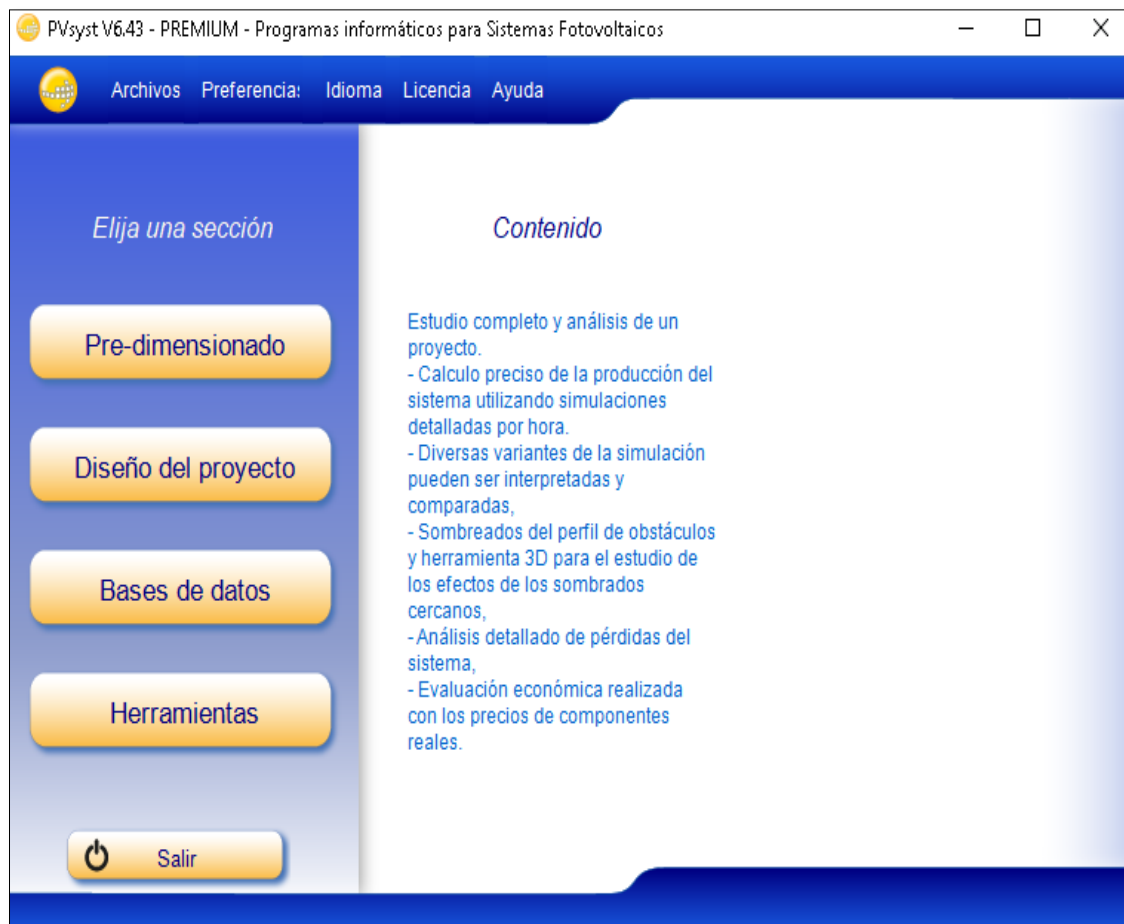 PVsyst V6.43 - PREMIUM - Programas informáticos para Sistemas Fotovoltaicos
Archivos Preferencias Idioma Licencia Ayuda
Elija una sección
Pre-dimensionado
Diseño del proyecto
Bases de datos
Herramientas
Salir
Contenido
Estudio completo y análisis de un
proyecto.
- Calculo preciso de la producción del
sistema utilizando simulaciones
detalladas por hora.
- Diversas variantes de la simulación
pueden ser interpretadas y
comparadas,
- Sombreados del perfil de obstáculos
y herramienta 3D para el estudio de
los efectos de los sombrados
cercanos,
- Análisis detallado de pérdidas del
sistema,
- Evaluación económica realizada
con los precios de componentes
reales.